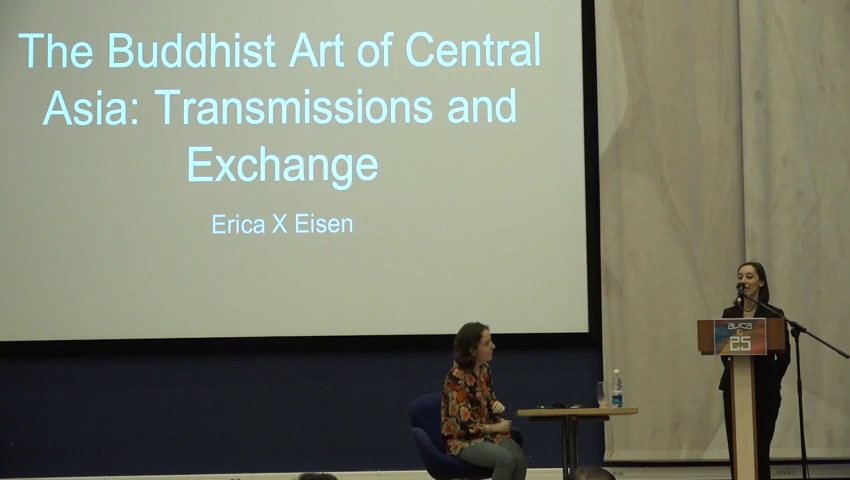 The Buddhist Art of Central
Asia: Transmissions and
Exchange
Erica X Eisen
auca
25